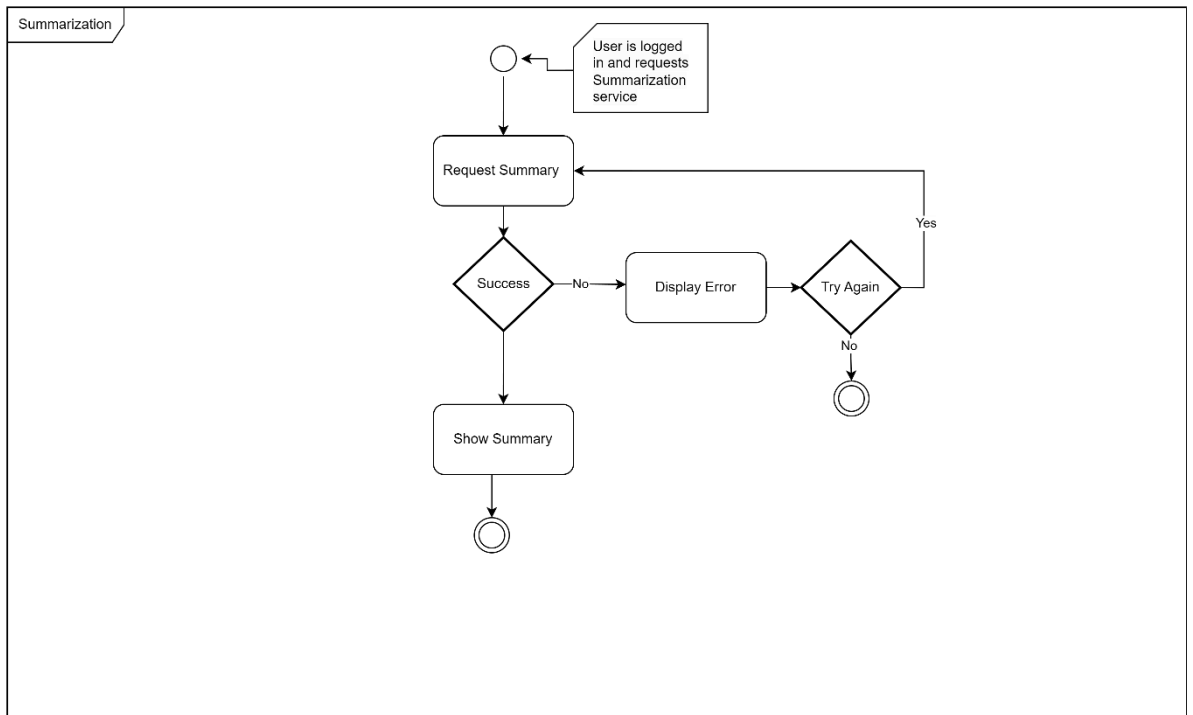 Summarization
User is logged
in and requests
Summarization
service
Request Summary
Yes
Success
No
Display Error
Try Again
No
Show Summary